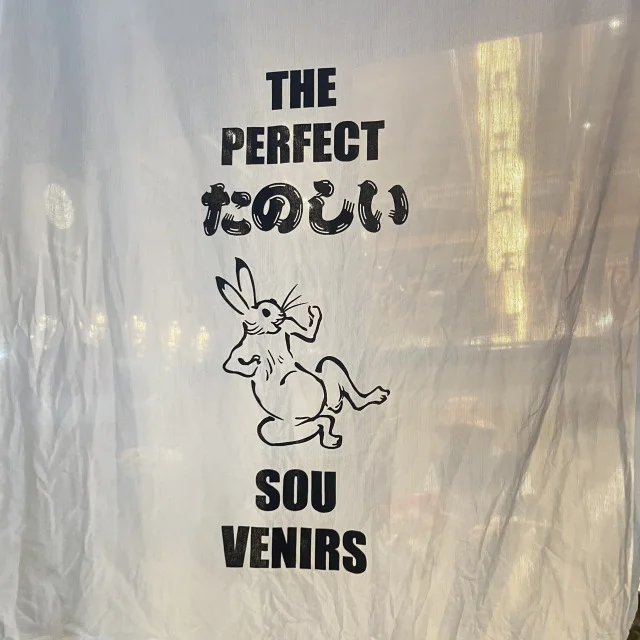 THE
PERFECT
たのしい
SOU
VENIRS